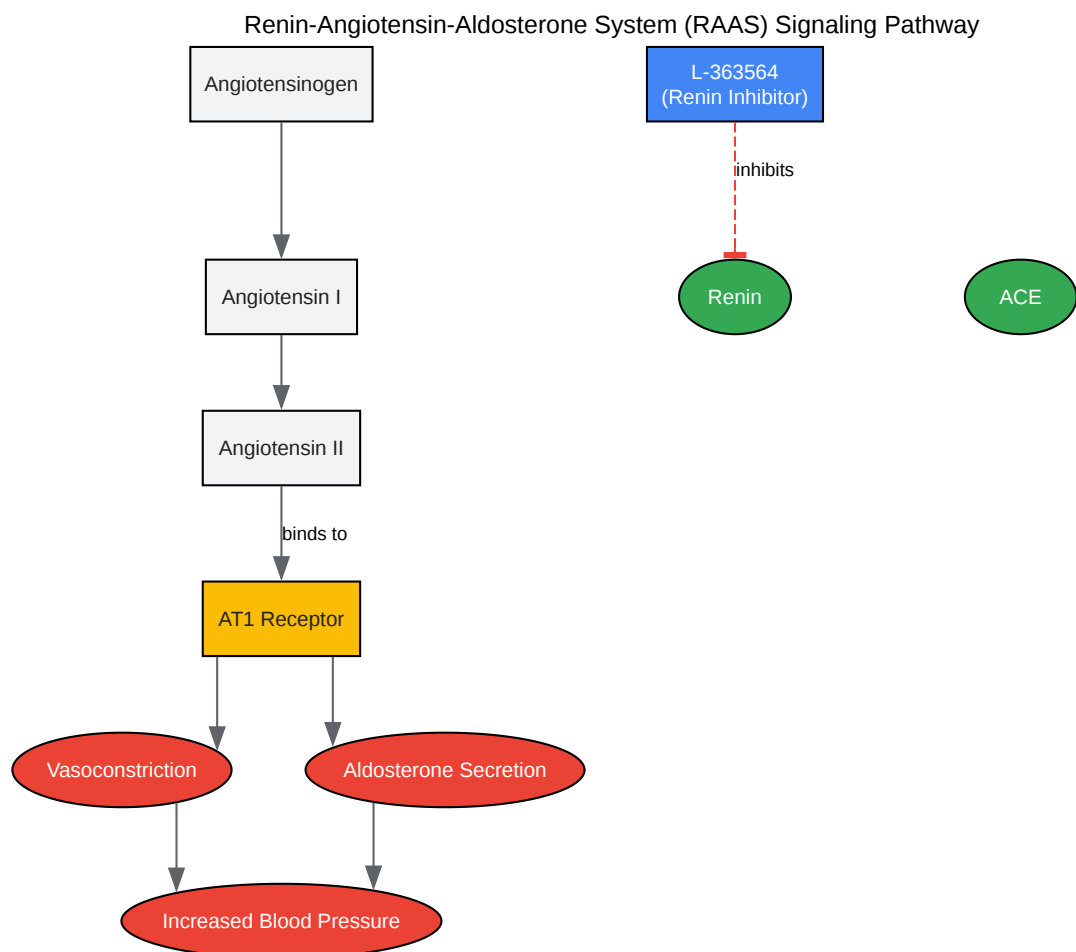 Renin-Angiotensin-Aldosterone System (RAAS) Signaling Pathway
Angiotensinogen
L-363564
(Renin Inhibitor)
inhibits
Angiotensin I
Renin
ACE
Angiotensin II
binds to
AT1 Receptor
Vasoconstriction
Aldosterone Secretion
Increased Blood Pressure